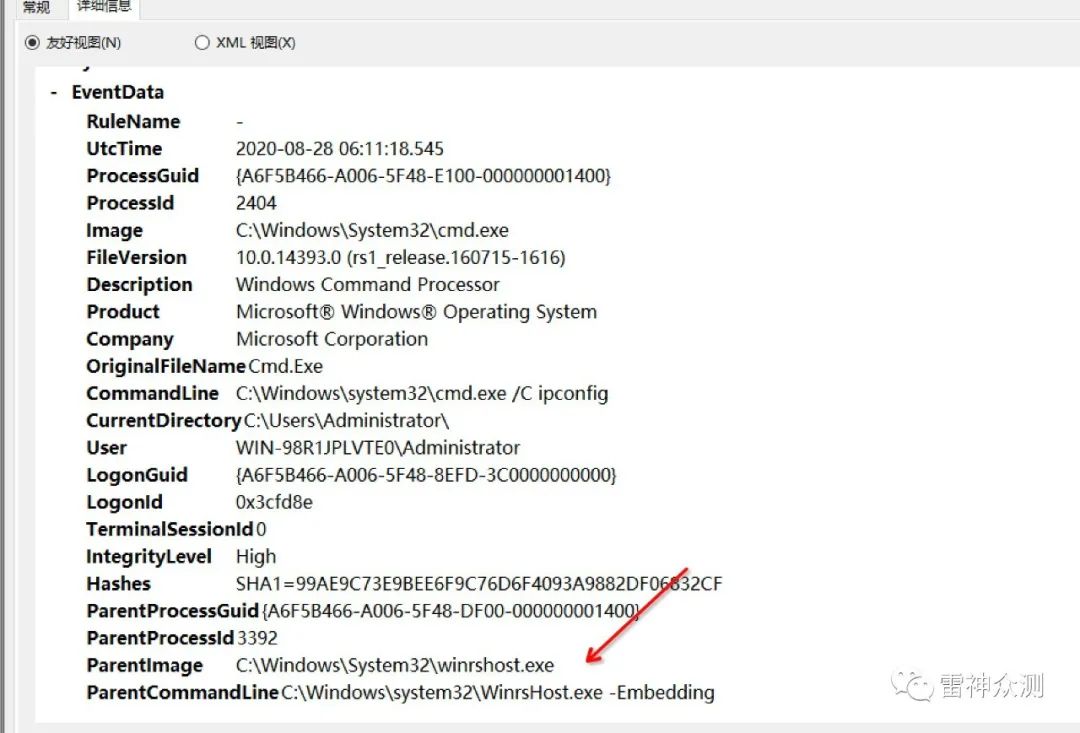 常规 详细信息
友好视图(N) XML 视图(X)
- EventData
RuleName -
UtcTime 2020-08-28 06:11:18.545
ProcessGuid {A6F5B466-A006-5F48-E100-000000001400}
ProcessId 2404
Image C:\Windows\System32\cmd.exe
FileVersion 10.0.14393.0 (rs1_release.160715-1616)
Description Windows Command Processor
Product Microsoft® Windows® Operating System
Company Microsoft Corporation
OriginalFileName Cmd.Exe
CommandLine C:\Windows\system32\cmd.exe /C ipconfig
CurrentDirectory C:\Users\Administrator\
User WIN-98R1JPLVTE0\Administrator
LogonGuid {A6F5B466-A006-5F48-8EFD-3C0000000000}
LogonId 0x3cfd8e
TerminalSessionId 0
IntegrityLevel High
Hashes SHA1=99AE9C73E9BEE6F9C76D6F4093A9882DF06832CF
ParentProcessGuid {A6F5B466-A006-5F48-DF00-000000001400}
ParentProcessId 3392
ParentImage C:\Windows\System32\winrshost.exe
ParentCommandLine C:\Windows\system32\WinrsHost.exe -Embedding
雷神众测